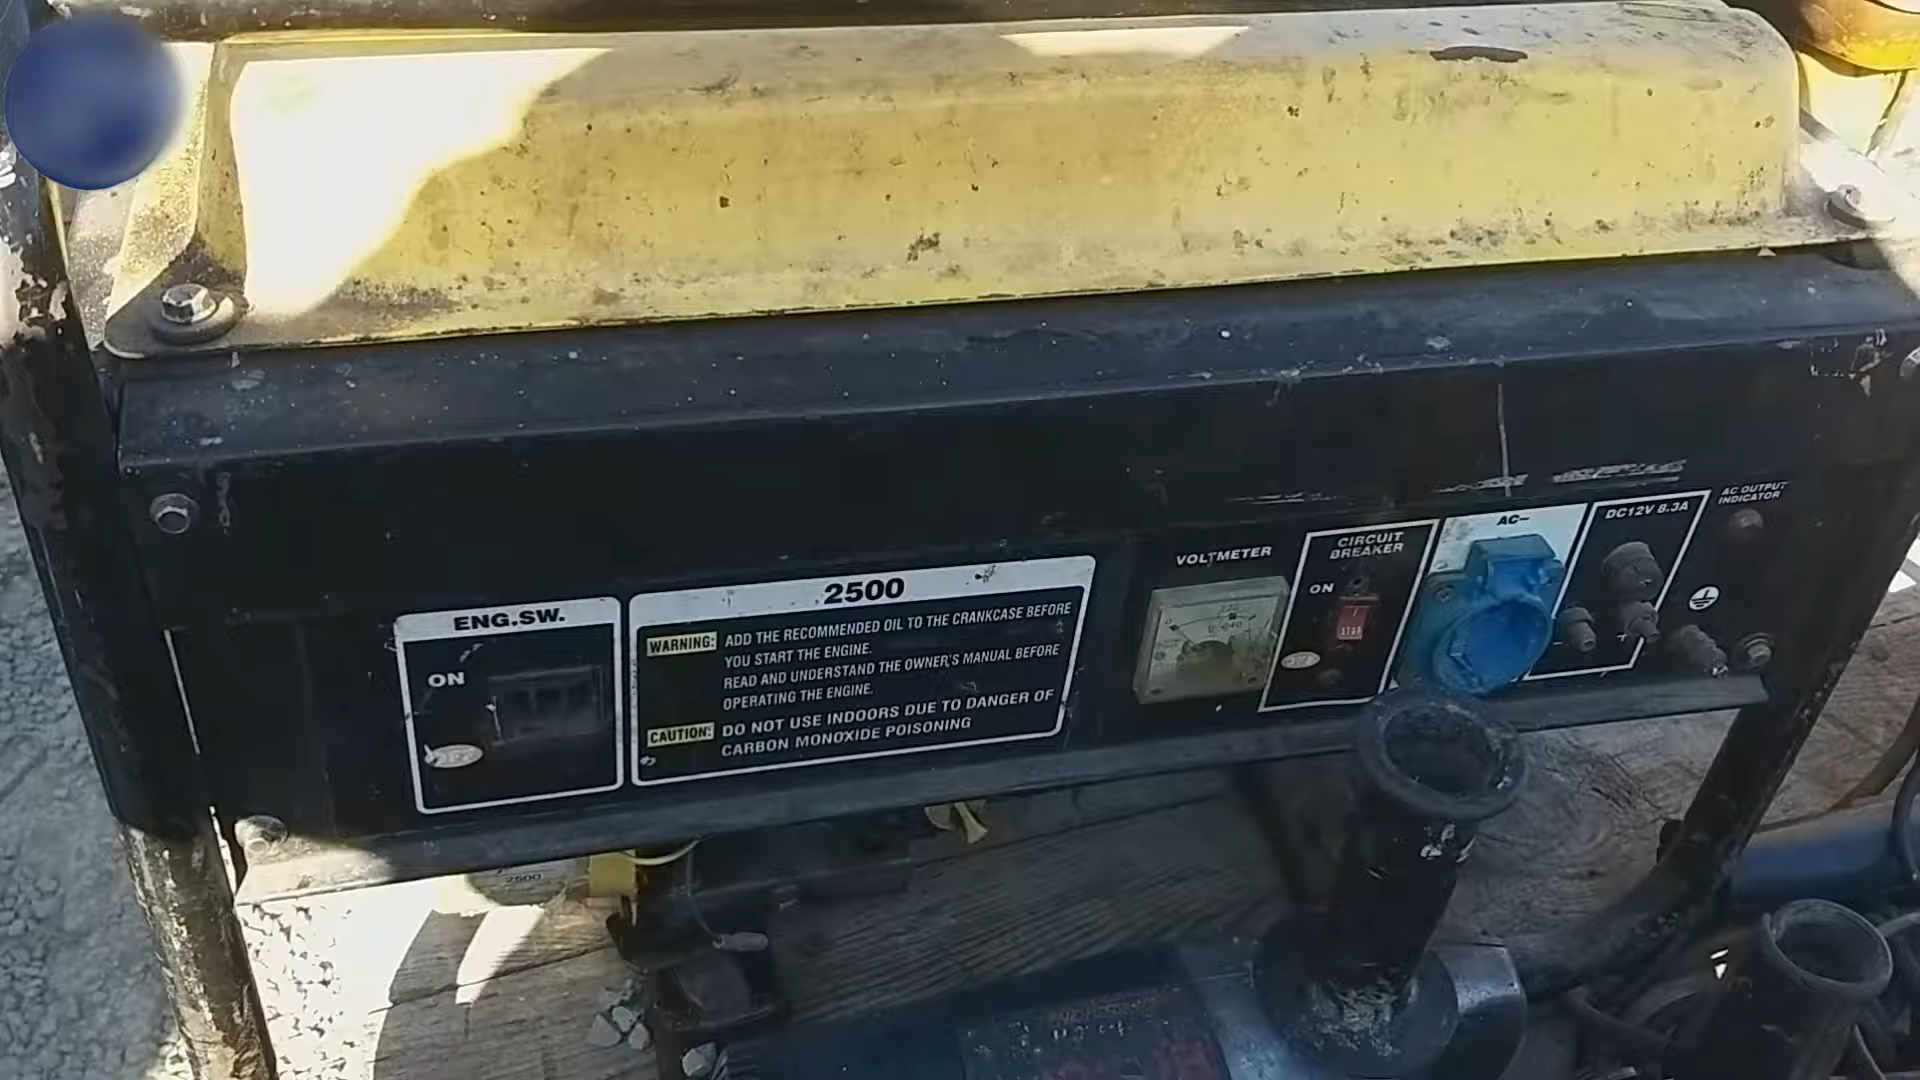 ENG.SW.
ON
OFF
2500
WARNING: ADD THE RECOMMENDED OIL TO THE CRANKCASE BEFORE
YOU START THE ENGINE.
READ AND UNDERSTAND THE OWNER'S MANUAL BEFORE
OPERATING THE ENGINE.
CAUTION: DO NOT USE INDOORS DUE TO DANGER OF
CARBON MONOXIDE POISONING
VOLTMETER
CIRCUIT
BREAKER
ON
AC~
DC12V 8.3A
AC OUTPUT
INDICATOR
- +
2500